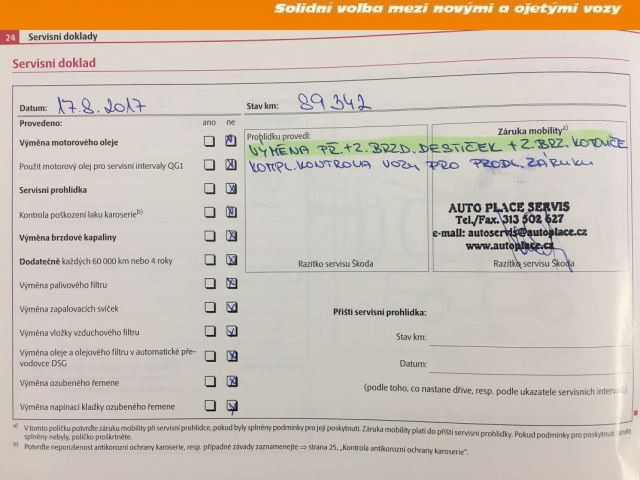 Solidní volba mezi novými a ojetými vozy
24 Servisní doklady
Servisní doklad
Datum: 17.8.2017 Stav km: 89342
Provedeno: ano ne
Výměna motorového oleje
Použit motorový olej pro servisní intervaly QG1
Servisní prohlídka
Kontrola poškození laku karoserie b)
Výměna brzdové kapaliny
Dodatečně každých 60 000 km nebo 4 roky
Výměna palivového filtru
Výměna zapalovacích svíček
Výměna vložky vzduchového filtru
Výměna oleje a olejového filtru v automatické pře-
vodovce DSG
Výměna ozubeného řemene
Výměna napínací kladky ozubeného řemene
Prohlídku provedl: Záruka mobility a)
VÝMĚNA PŘ.+Z.BRZD.DESTIČEK + Z.BRZ.KOTOUČE
KOMPL.KONTROLA VOZU PRO PRODL.ZÁRUKU
AUTO PLACE SERVIS
Tel./Fax. 313 502 627
e-mail: autoservis@autoplace.cz
www.autoplace.cz
Razítko servisu Škoda Razítko servisu Škoda
Příští servisní prohlídka:
Stav km:
Datum:
(podle toho, co nastane dříve, resp. podle ukazatele servisních intervalů)
a) V tomto políčku potvrďte záruku mobility při servisní prohlídce, pokud byly splněny podmínky pro její poskytnutí. Záruka mobility platí do příští servisní prohlídky. Pokud podmínky pro poskytnutí záruky
splněny nebyly, políčko proškrtněte.
b) Potvrďte neporušenost antikorozní ochrany karoserie, resp. případné závady zaznamenejte ⇒ strana 25, „Kontrola antikorozní ochrany karoserie".